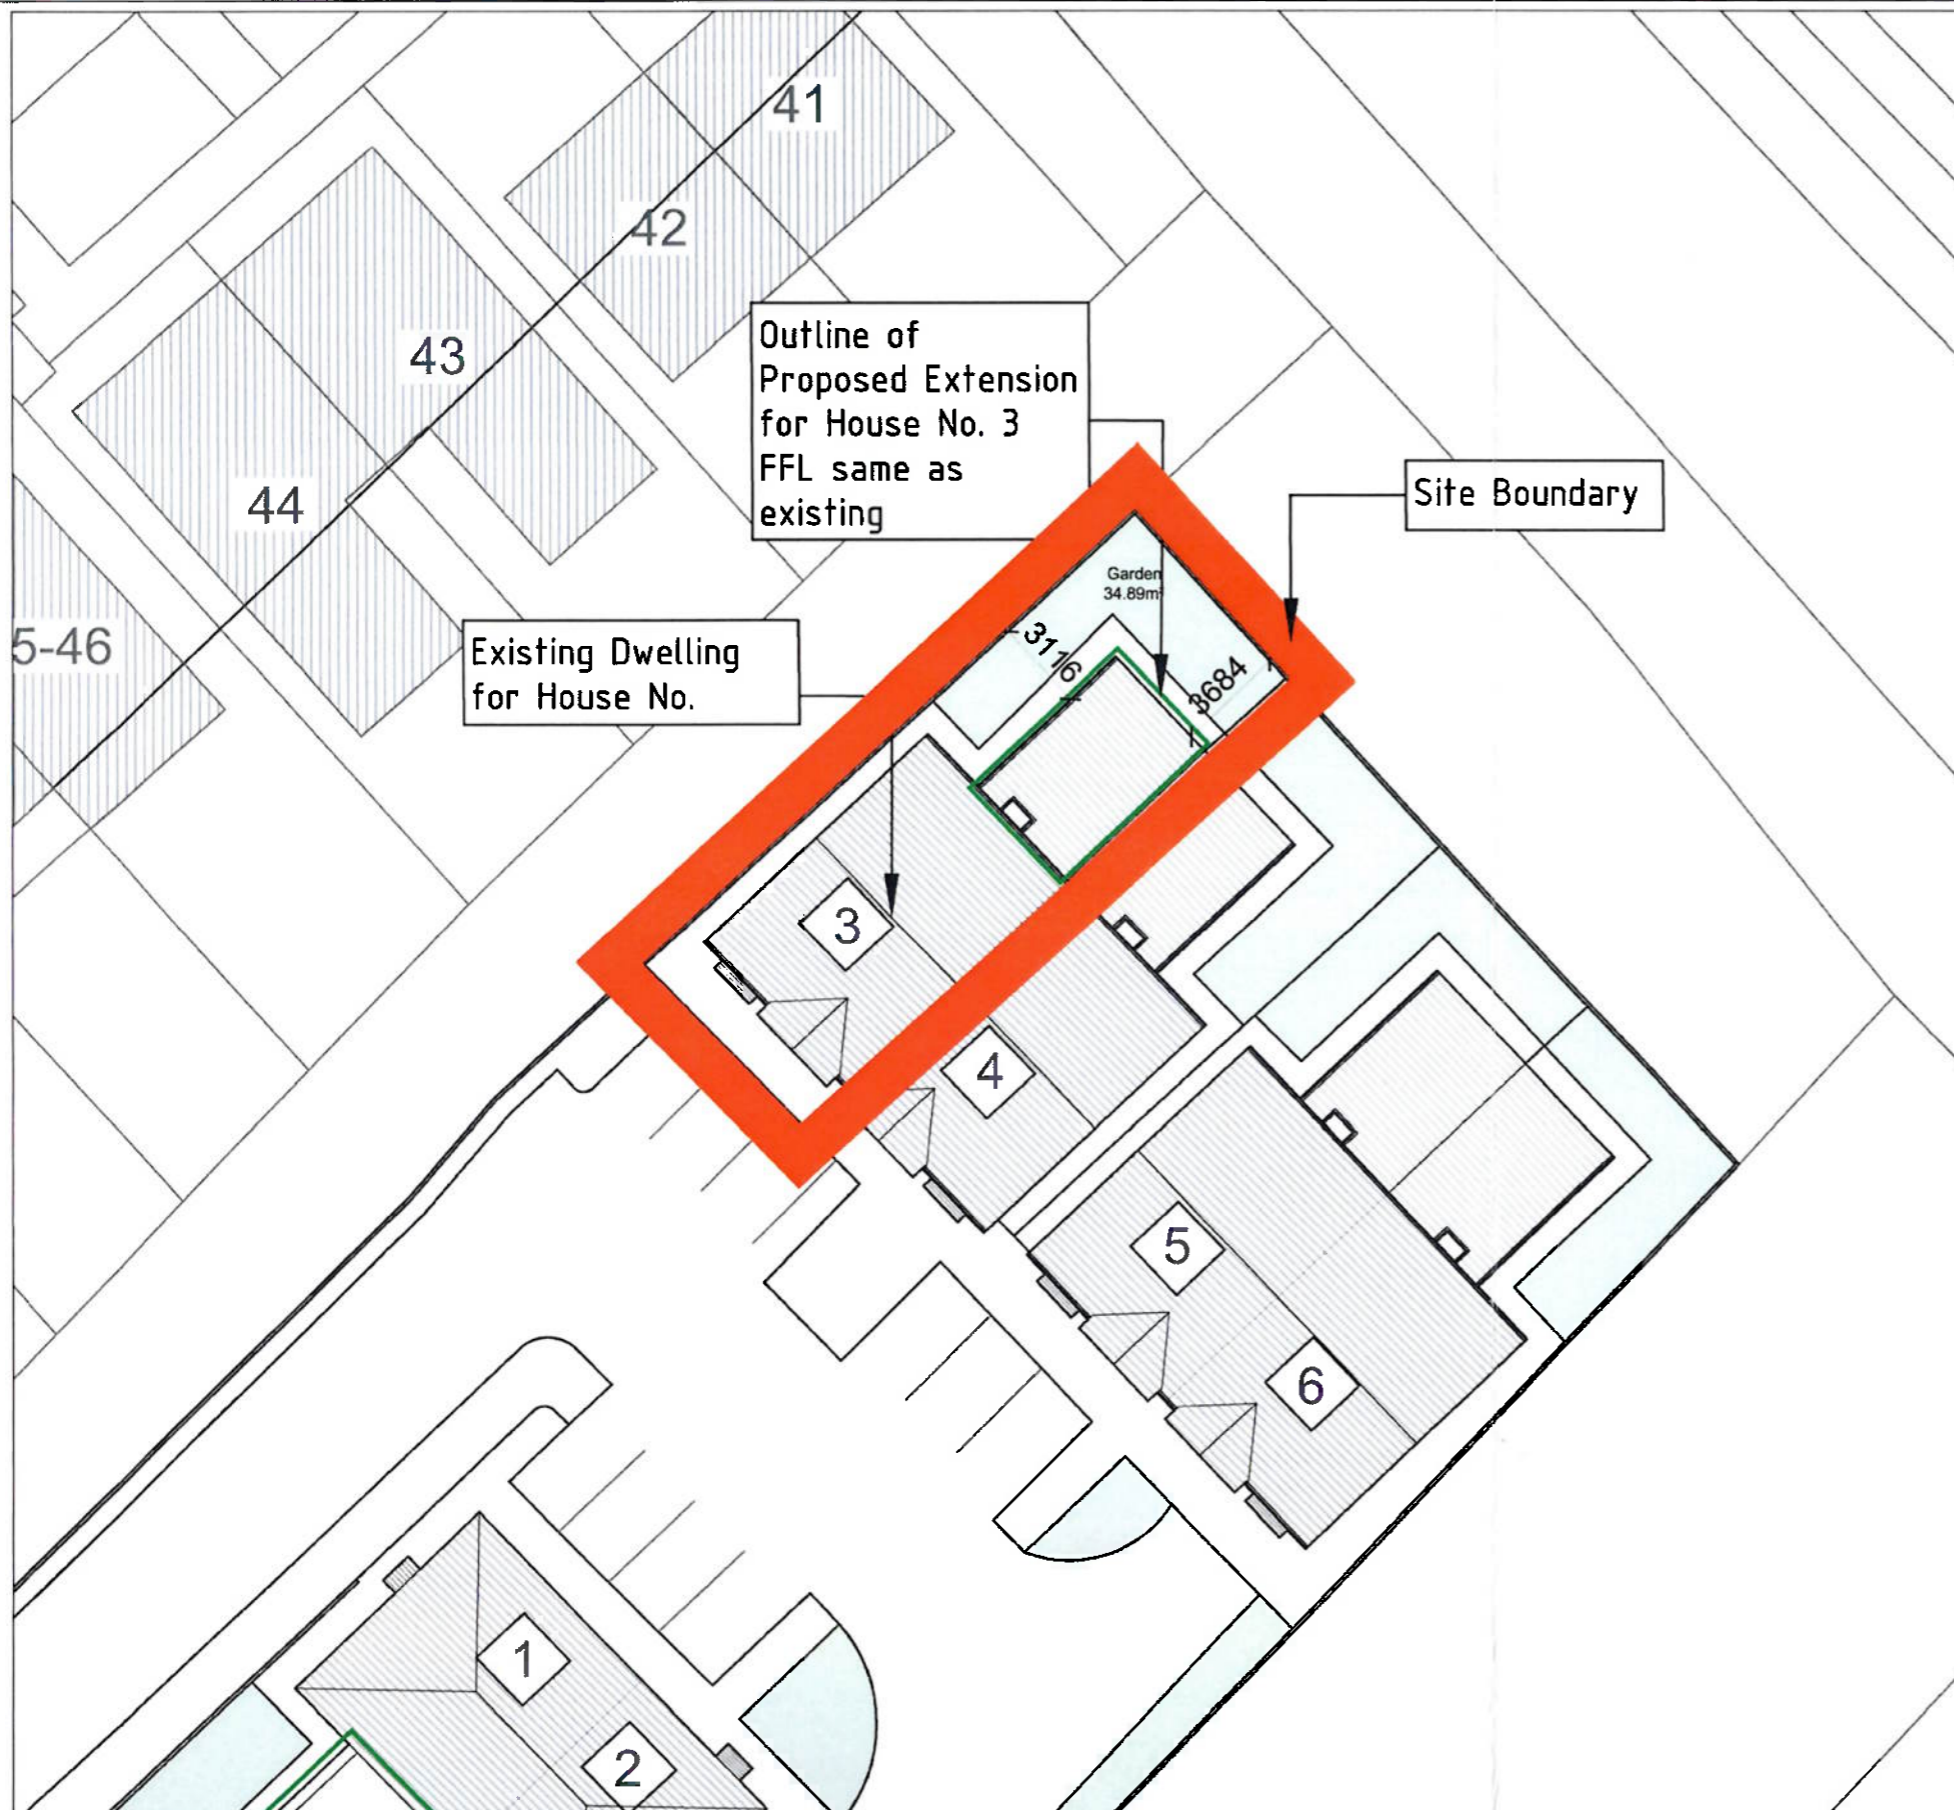 41
42
43
44
5-46
Outline of
Proposed Extension
for House No. 3
FFL same as
existing
Site Boundary
Garden
34.89m²
3116
3684
Existing Dwelling
for House No.
3
4
5
6
1
2